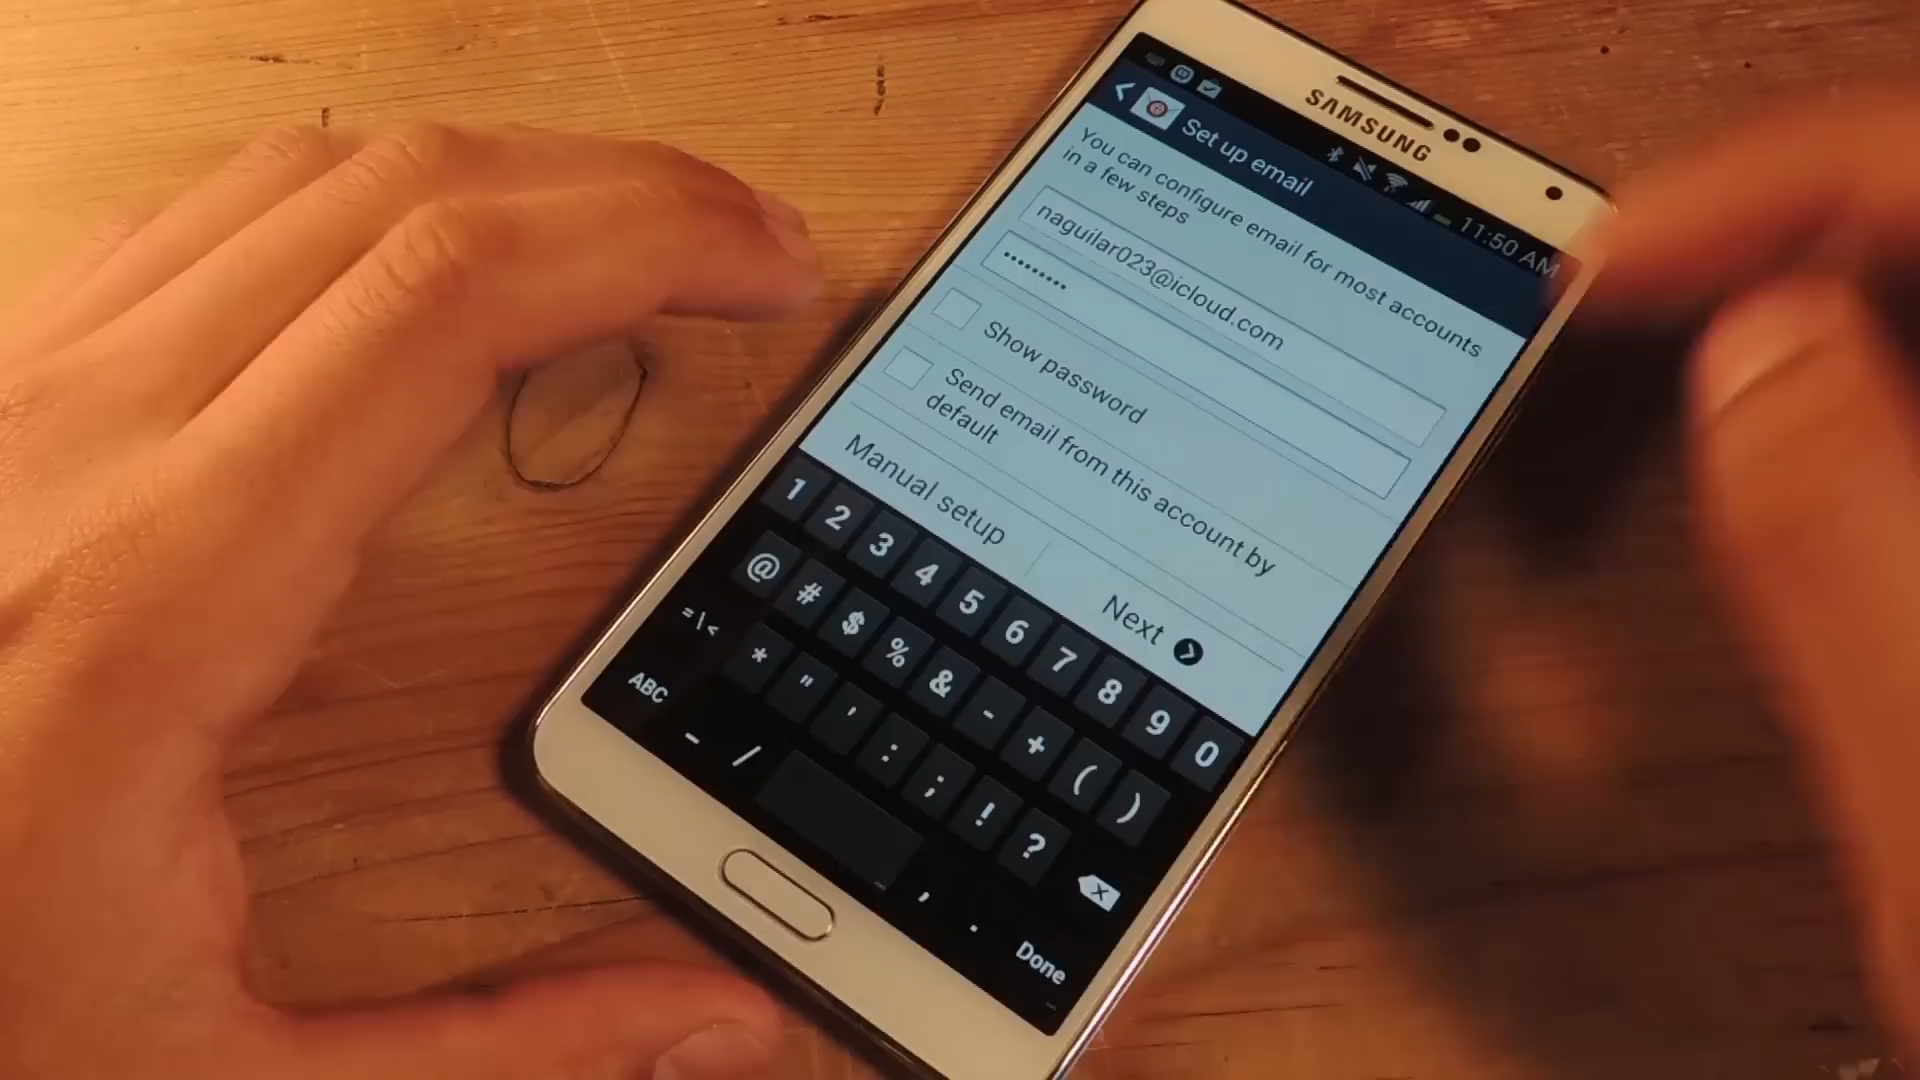 SAMSUNG
11:50 AM
Set up email
You can configure email for most accounts
in a few steps
naguilar023@icloud.com
•••••••••
Show password
Send email from this account by
default
Manual setup
Next
1 2 3 4 5 6 7 8 9 0
@ # $ % & - + ( )
=\< * " ' : ; ! ?
ABC _ / , . Done